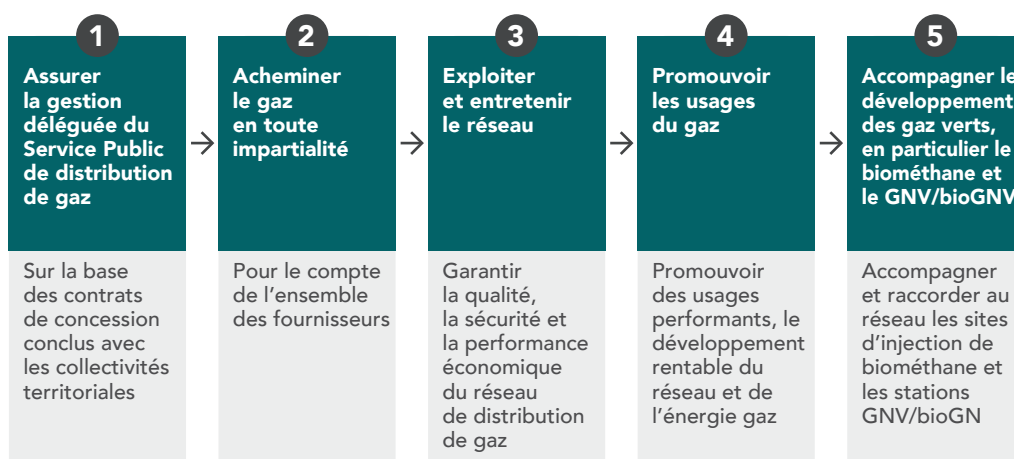 1
Assurer
la gestion
déléguée du
Service Public
de distribution
de gaz
Sur la base
des contrats
de concession
conclus avec
les collectivités
territoriales
2
Acheminer
le gaz
en toute
impartialité
Pour le compte
de l'ensemble
des fournisseurs
3
Exploiter
et entretenir
le réseau
Garantir
la qualité,
la sécurité et
la performance
économique
du réseau
de distribution
de gaz
4
Promouvoir
les usages
du gaz
Promouvoir
des usages
performants, le
développement
rentable du
réseau et de
l'énergie gaz
5
Accompagner le
développement
des gaz verts,
en particulier le
biométhane et
le GNV/bioGNV
Accompagner
et raccorder au
réseau les sites
d'injection de
biométhane et
les stations
GNV/bioGN